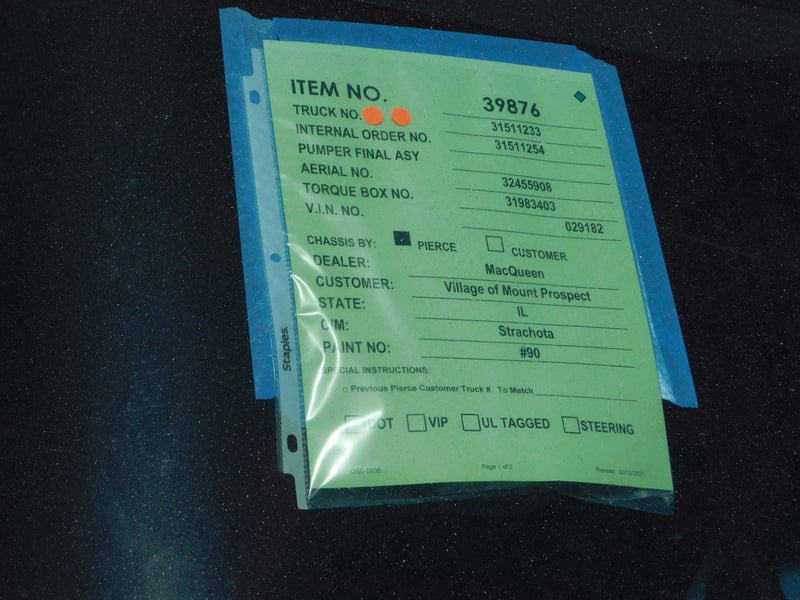 ITEM NO. 39876
TRUCK NO. 31511233
INTERNAL ORDER NO. 31511254
PUMPER FINAL ASY
AERIAL NO. 32455908
TORQUE BOX NO. 31983403
V.I.N. NO. 029182
CHASSIS BY: PIERCE CUSTOMER
DEALER: MacQueen
CUSTOMER: Village of Mount Prospect
STATE: IL
C/M: Strachota
PAINT NO: #90
SPECIAL INSTRUCTIONS:
Previous Pierce Customer Truck # To Match
DOT VIP UL TAGGED STEERING
Page 1 of 2
Staples.